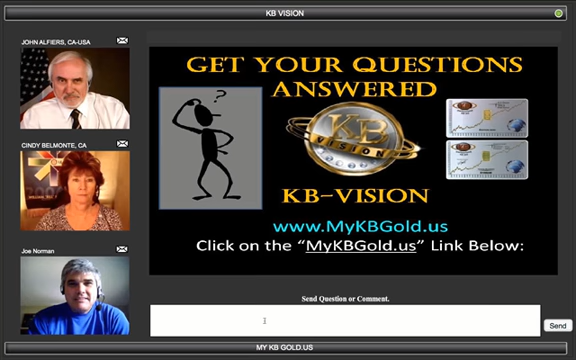 KB VISION
JOHN ALFIERS, CA-USA
CINDY BELMONTE, CA
Joe Norman
GET YOUR QUESTIONS
ANSWERED
?
KB
VISION
KB-VISION
www.MyKBGold.us
Click on the “MyKBGold.us” Link Below:
Send Question or Comment.
Send
MY KB GOLD.US